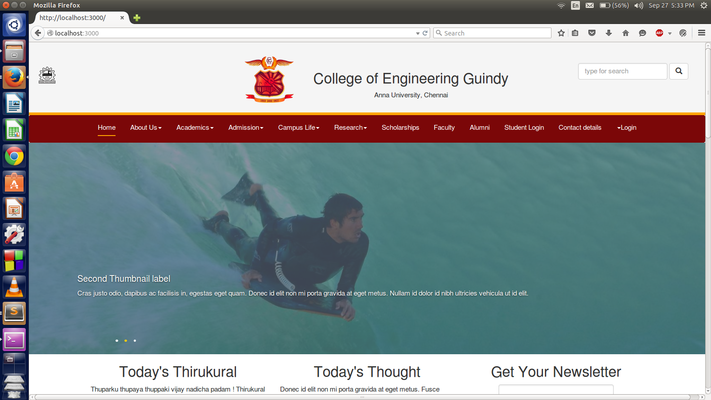 Mozilla Firefox
En
(56%)
Sep 27 5:33 PM
http://localhost:3000/
localhost:3000
Search
College of Engineering Guindy
Anna University, Chennai
type for search
Home
About Us
Academics
Admission
Campus Life
Research
Scholarships
Faculty
Alumni
Student Login
Contact details
Login
Second Thumbnail label
Cras justo odio, dapibus ac facilisis in, egestas eget quam. Donec id elit non mi porta gravida at eget metus. Nullam id dolor id nibh ultricies vehicula ut id elit.
Today's Thirukural
Today's Thought
Get Your Newsletter
Thuparku thupaya thuppaki vijay nadicha padam ! Thirukural
Donec id elit non mi porta gravida at eget metus. Fusce